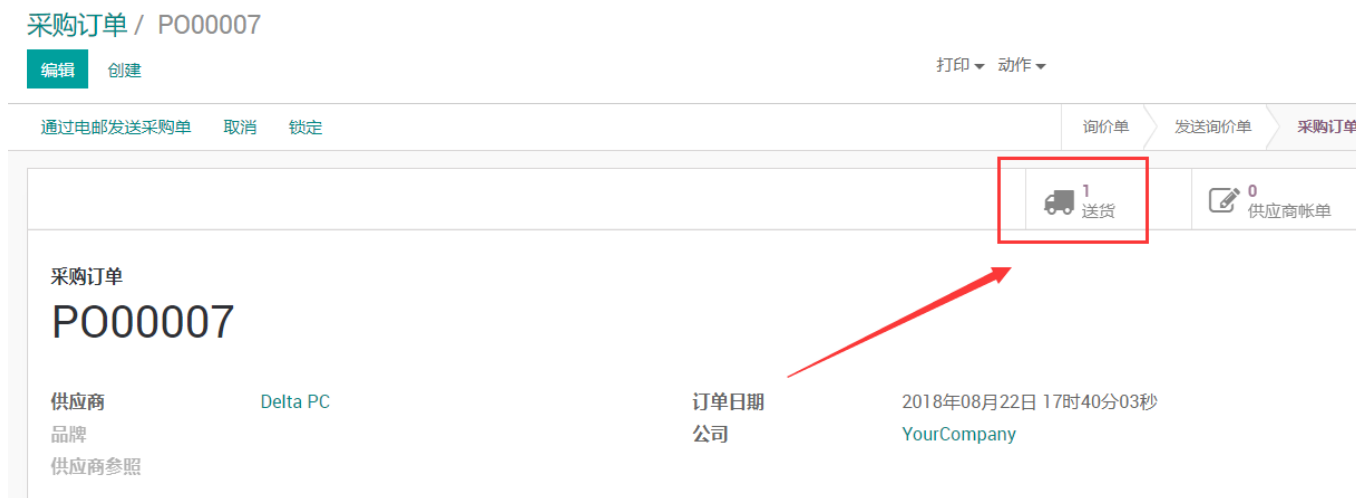 采购订单 / PO00007
编辑 创建 打印 动作
通过电邮发送采购单 取消 锁定 询价单 发送询价单 采购订单
1 0
送货 供应商帐单
采购订单
PO00007
供应商 Delta PC 订单日期 2018年08月22日 17时40分03秒
品牌 公司 YourCompany
供应商参照